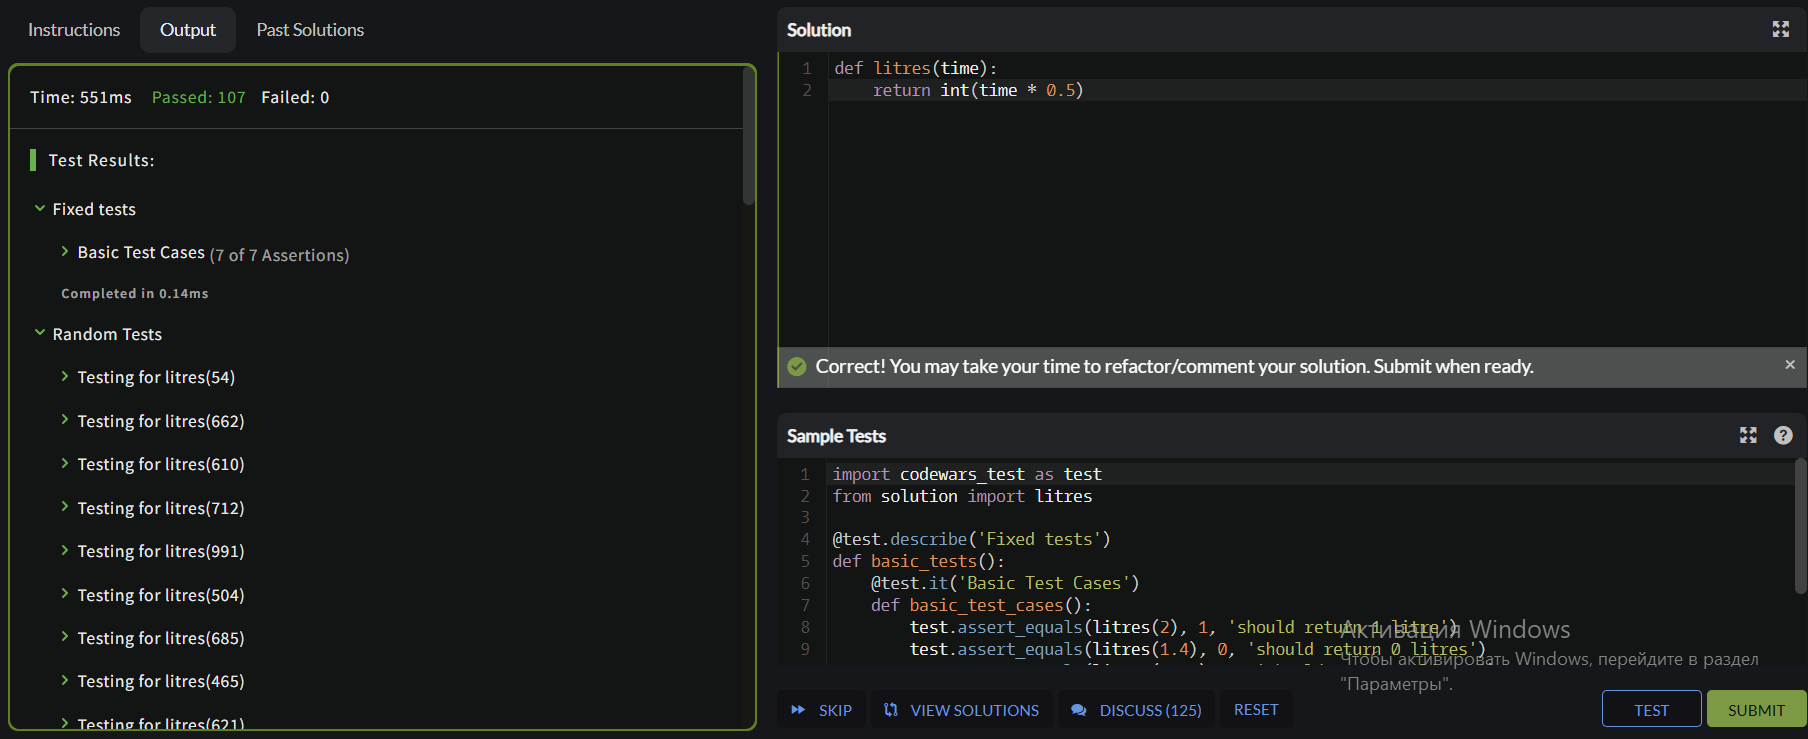 Instructions
Output
Past Solutions
Time: 551ms Passed: 107 Failed: 0
Test Results:
Fixed tests
Basic Test Cases (7 of 7 Assertions)
Completed in 0.14ms
Random Tests
Testing for litres(54)
Testing for litres(662)
Testing for litres(610)
Testing for litres(712)
Testing for litres(991)
Testing for litres(504)
Testing for litres(685)
Testing for litres(465)
Testing for litres(621)
Solution
1 def litres(time):
2 return int(time * 0.5)
Correct! You may take your time to refactor/comment your solution. Submit when ready.
Sample Tests
1 import codewars_test as test
2 from solution import litres
3
4 @test.describe('Fixed tests')
5 def basic_tests():
6 @test.it('Basic Test Cases')
7 def basic_test_cases():
8 test.assert_equals(litres(2), 1, 'should return 1 litre')
9 test.assert_equals(litres(1.4), 0, 'should return 0 litres')
Активация Windows
Чтобы активировать Windows, перейдите в раздел
"Параметры".
SKIP
VIEW SOLUTIONS
DISCUSS (125)
RESET
TEST
SUBMIT